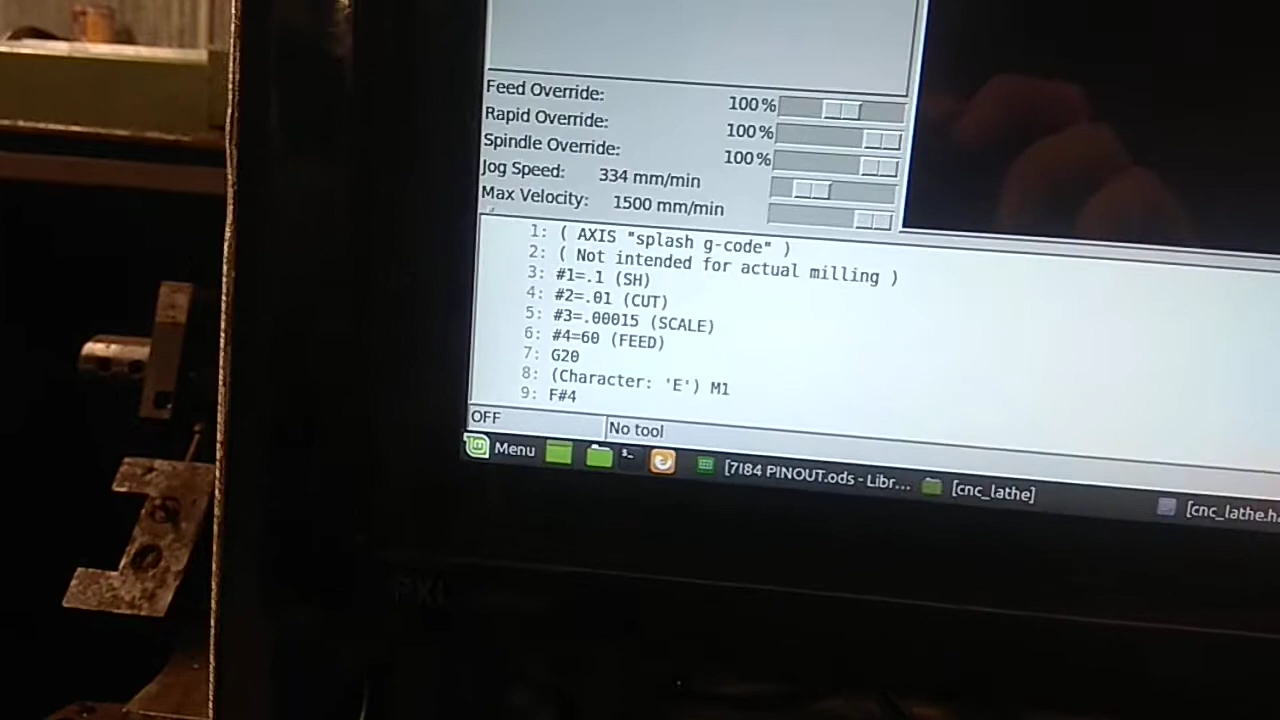 Feed Override: 100%
Rapid Override: 100%
Spindle Override: 100%
Jog Speed: 334 mm/min
Max Velocity: 1500 mm/min
1: ( AXIS "splash g-code" )
2: ( Not intended for actual milling )
3: #1=.1 (SH)
4: #2=.01 (CUT)
5: #3=.00015 (SCALE)
6: #4=60 (FEED)
7: G20
8: (Character: 'E') M1
9: F#4
OFF No tool
Menu [7I84 PINOUT.ods - Libr... [cnc_lathe] [cnc_lathe.ha